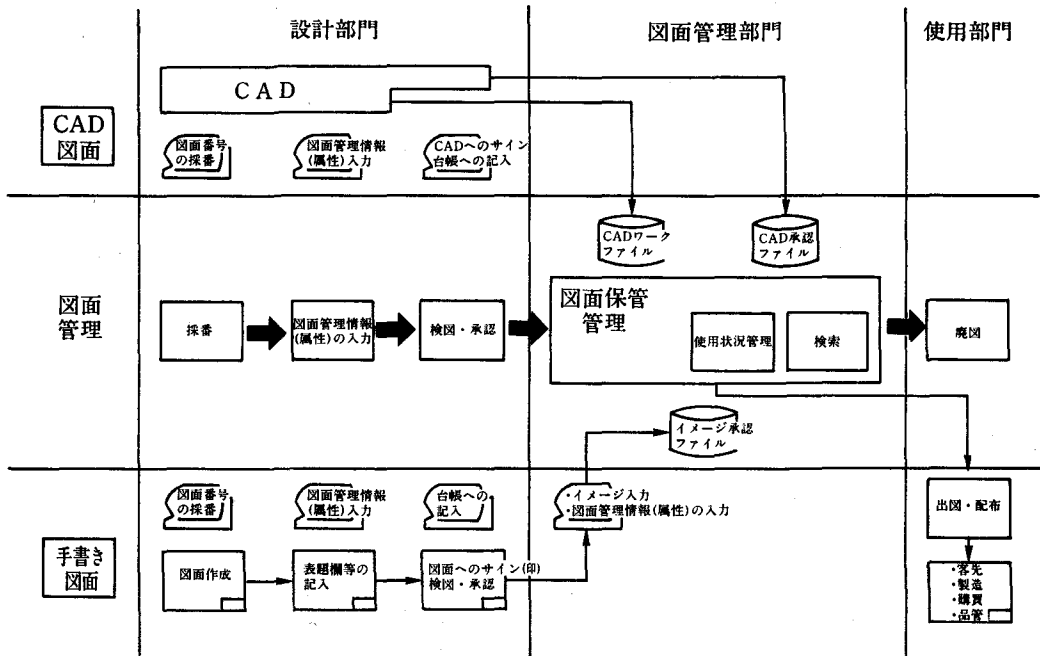 設計部門
図面管理部門
使用部門
CAD
図面
CAD
図面番号
の採番
図面管理情報
(属性)入力
CADへのサイン
台帳への記入
CADワーク
ファイル
CAD承認
ファイル
図面
管理
採番
図面管理情報
(属性)の入力
検図・承認
図面保管
管理
使用状況管理
検索
廃図
イメージ承認
ファイル
手書き
図面
図面番号
の採番
図面管理情報
(属性)入力
台帳への
記入
・イメージ入力
・図面管理情報(属性)の入力
図面作成
表題欄等の
記入
図面へのサイン(印)
検図・承認
出図・配布
・客先
・製造
・購買
・品管